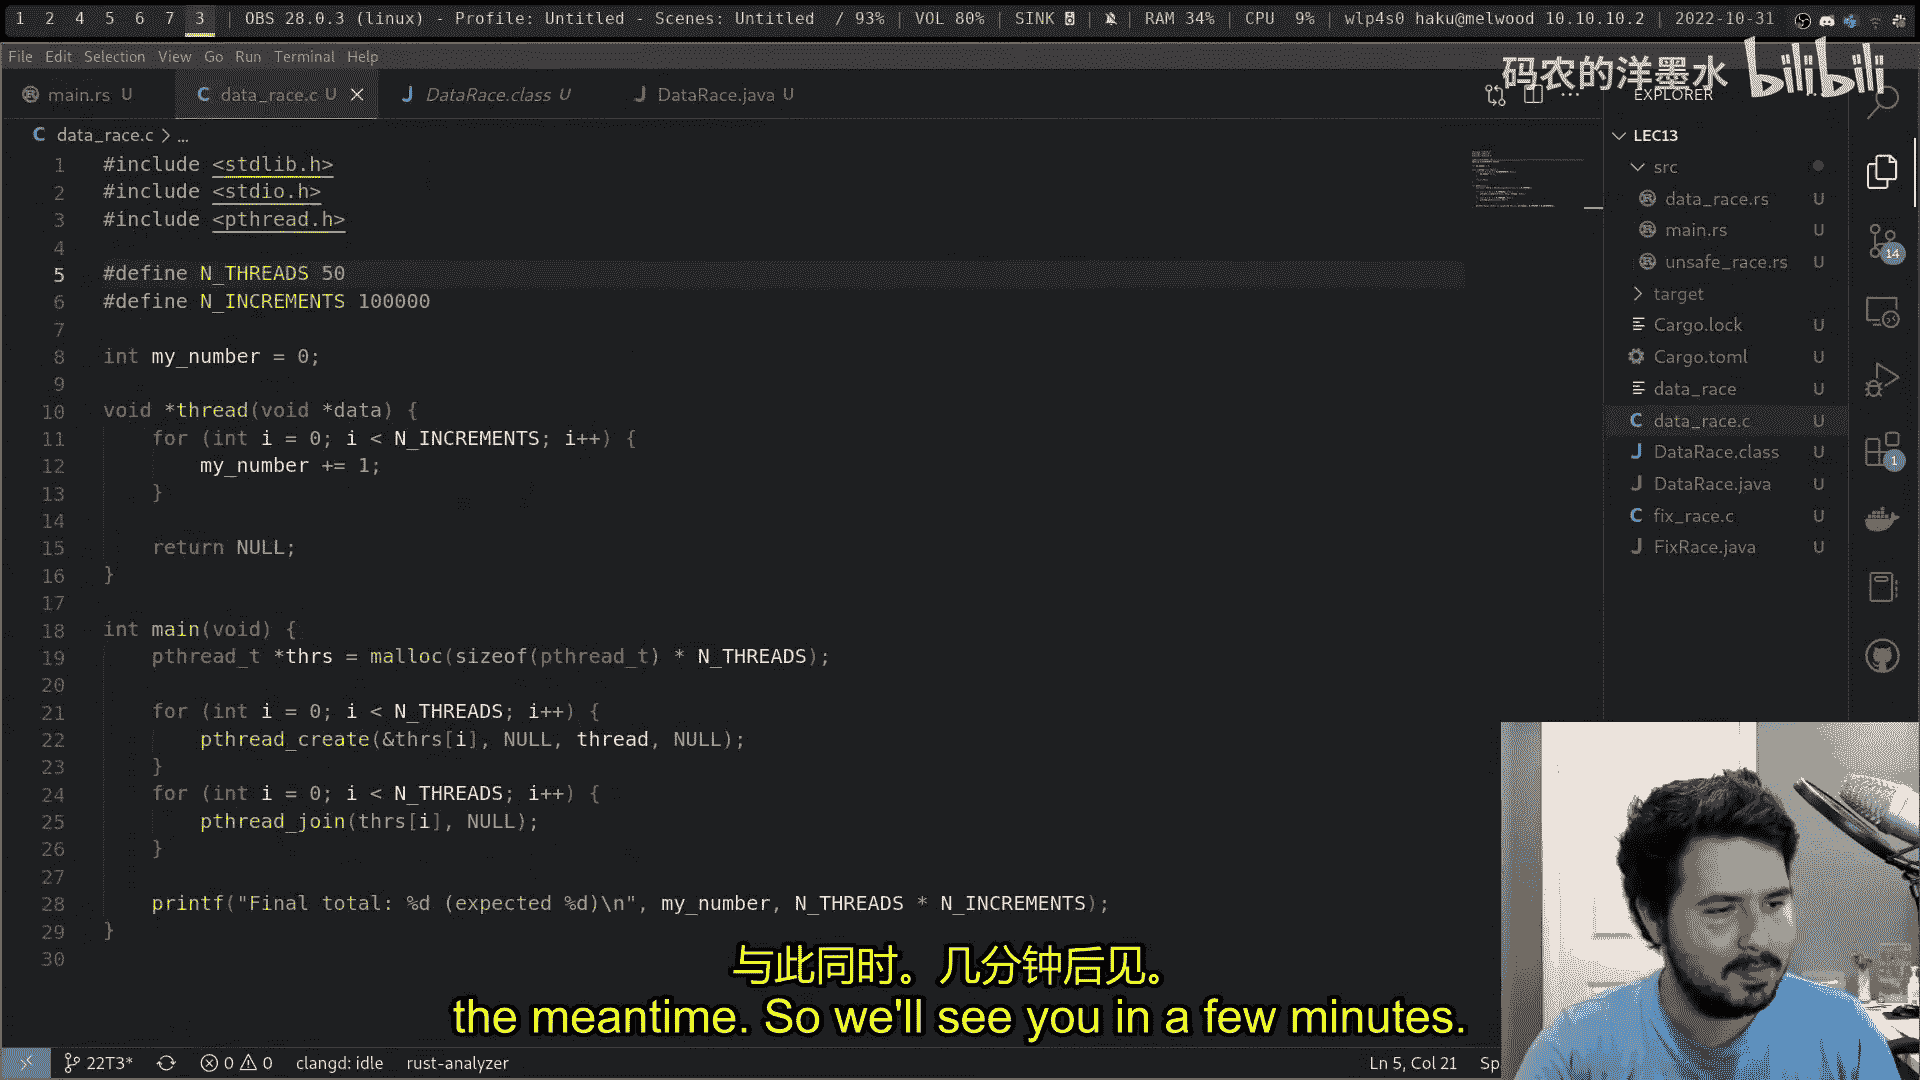 1 2 4 5 6 7 3 | OBS 28.0.3 (linux) - Profile: Untitled - Scenes: Untitled / 93% | VOL 80% | SINK | | RAM 34% | CPU 9% | wlp4s0 haku@melwood 10.10.10.2 | 2022-10-31
File Edit Selection View Go Run Terminal Help
码农的洋墨水 bilibili
main.rs U data_race.c U DataRace.class U DataRace.java U
EXPLORER
data_race.c > ...
1 #include <stdlib.h>
2 #include <stdio.h>
3 #include <pthread.h>
4
5 #define N_THREADS 50
6 #define N_INCREMENTS 100000
7
8 int my_number = 0;
9
10 void *thread(void *data) {
11 for (int i = 0; i < N_INCREMENTS; i++) {
12 my_number += 1;
13 }
14
15 return NULL;
16 }
17
18 int main(void) {
19 pthread_t *thrs = malloc(sizeof(pthread_t) * N_THREADS);
20
21 for (int i = 0; i < N_THREADS; i++) {
22 pthread_create(&thrs[i], NULL, thread, NULL);
23 }
24 for (int i = 0; i < N_THREADS; i++) {
25 pthread_join(thrs[i], NULL);
26 }
27
28 printf("Final total: %d (expected %d)\n", my_number, N_THREADS * N_INCREMENTS);
29 }
30
LEC13
src
data_race.rs U
main.rs U
unsafe_race.rs U
target
Cargo.lock U
Cargo.toml U
data_race U
data_race.c U
DataRace.class U
DataRace.java U
fix_race.c U
FixRace.java U
14
1
与此同时。几分钟后见。
the meantime. So we'll see you in a few minutes.
22T3* 0 0 clangd: idle rust-analyzer Ln 5, Col 21 Sp